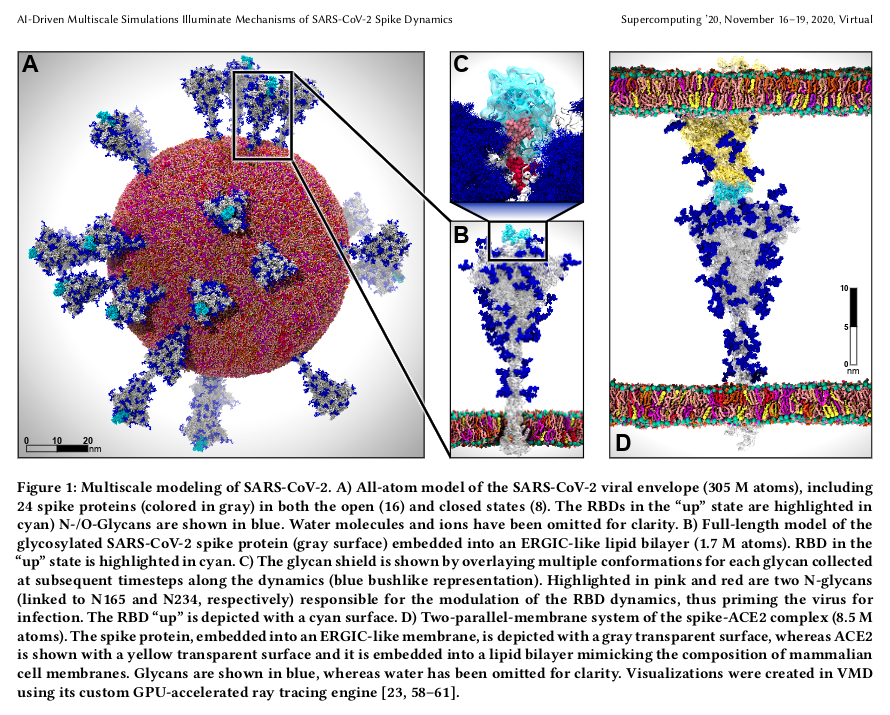 AI-Driven Multiscale Simulations Illuminate Mechanisms of SARS-CoV-2 Spike Dynamics
Supercomputing '20, November 16–19, 2020, Virtual
A
C
B
D
0 10 20 nm
10
5
0
nm
Figure 1: Multiscale modeling of SARS-CoV-2. A) All-atom model of the SARS-CoV-2 viral envelope (305 M atoms), including
24 spike proteins (colored in gray) in both the open (16) and closed states (8). The RBDs in the “up” state are highlighted in
cyan) N-/O-Glycans are shown in blue. Water molecules and ions have been omitted for clarity. B) Full-length model of the
glycosylated SARS-CoV-2 spike protein (gray surface) embedded into an ERGIC-like lipid bilayer (1.7 M atoms). RBD in the
“up” state is highlighted in cyan. C) The glycan shield is shown by overlaying multiple conformations for each glycan collected
at subsequent timesteps along the dynamics (blue bushlike representation). Highlighted in pink and red are two N-glycans
(linked to N165 and N234, respectively) responsible for the modulation of the RBD dynamics, thus priming the virus for
infection. The RBD “up” is depicted with a cyan surface. D) Two-parallel-membrane system of the spike-ACE2 complex (8.5 M
atoms). The spike protein, embedded into an ERGIC-like membrane, is depicted with a gray transparent surface, whereas ACE2
is shown with a yellow transparent surface and it is embedded into a lipid bilayer mimicking the composition of mammalian
cell membranes. Glycans are shown in blue, whereas water has been omitted for clarity. Visualizations were created in VMD
using its custom GPU-accelerated ray tracing engine [23, 58–61].